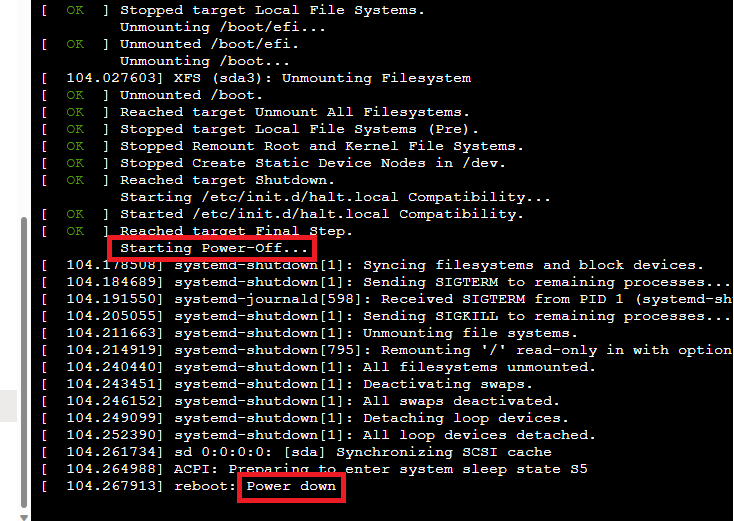 [  OK  ] Stopped target Local File Systems.
Unmounting /boot/efi...
[  OK  ] Unmounted /boot/efi.
Unmounting /boot...
[  104.027603] XFS (sda3): Unmounting Filesystem
[  OK  ] Unmounted /boot.
[  OK  ] Reached target Unmount All Filesystems.
[  OK  ] Stopped target Local File Systems (Pre).
[  OK  ] Stopped Remount Root and Kernel File Systems.
[  OK  ] Stopped Create Static Device Nodes in /dev.
[  OK  ] Reached target Shutdown.
Starting /etc/init.d/halt.local Compatibility...
[  OK  ] Started /etc/init.d/halt.local Compatibility.
[  OK  ] Reached target Final Step.
Starting Power-Off...
[  104.178508] systemd-shutdown[1]: Syncing filesystems and block devices.
[  104.184689] systemd-shutdown[1]: Sending SIGTERM to remaining processes...
[  104.191550] systemd-journald[598]: Received SIGTERM from PID 1 (systemd-sh
[  104.205055] systemd-shutdown[1]: Sending SIGKILL to remaining processes...
[  104.211663] systemd-shutdown[1]: Unmounting file systems.
[  104.214919] systemd-shutdown[795]: Remounting '/' read-only in with option
[  104.240440] systemd-shutdown[1]: All filesystems unmounted.
[  104.243451] systemd-shutdown[1]: Deactivating swaps.
[  104.246152] systemd-shutdown[1]: All swaps deactivated.
[  104.249099] systemd-shutdown[1]: Detaching loop devices.
[  104.252390] systemd-shutdown[1]: All loop devices detached.
[  104.261734] sd 0:0:0:0: [sda] Synchronizing SCSI cache
[  104.264988] ACPI: Preparing to enter system sleep state S5
[  104.267913] reboot: Power down